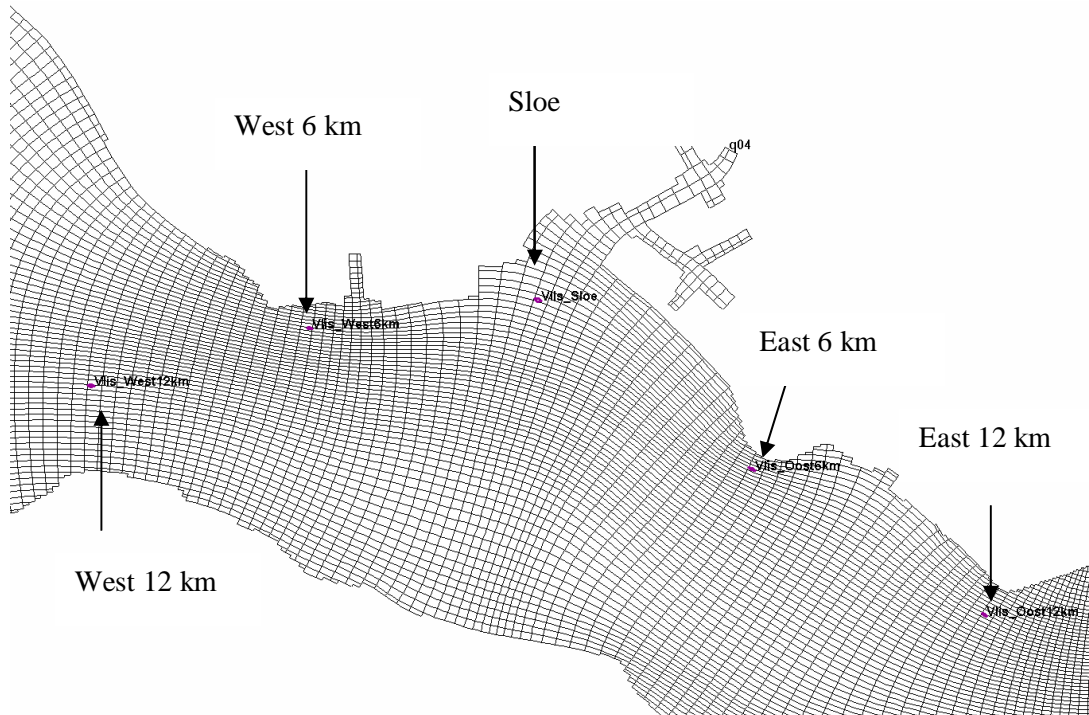 Sloe
West 6 km
q04
Vlis_Sloe
Vlis_West6km
East 6 km
Vlis_West12km
East 12 km
Vlis_Oost6km
West 12 km
Vlis_Oost12km